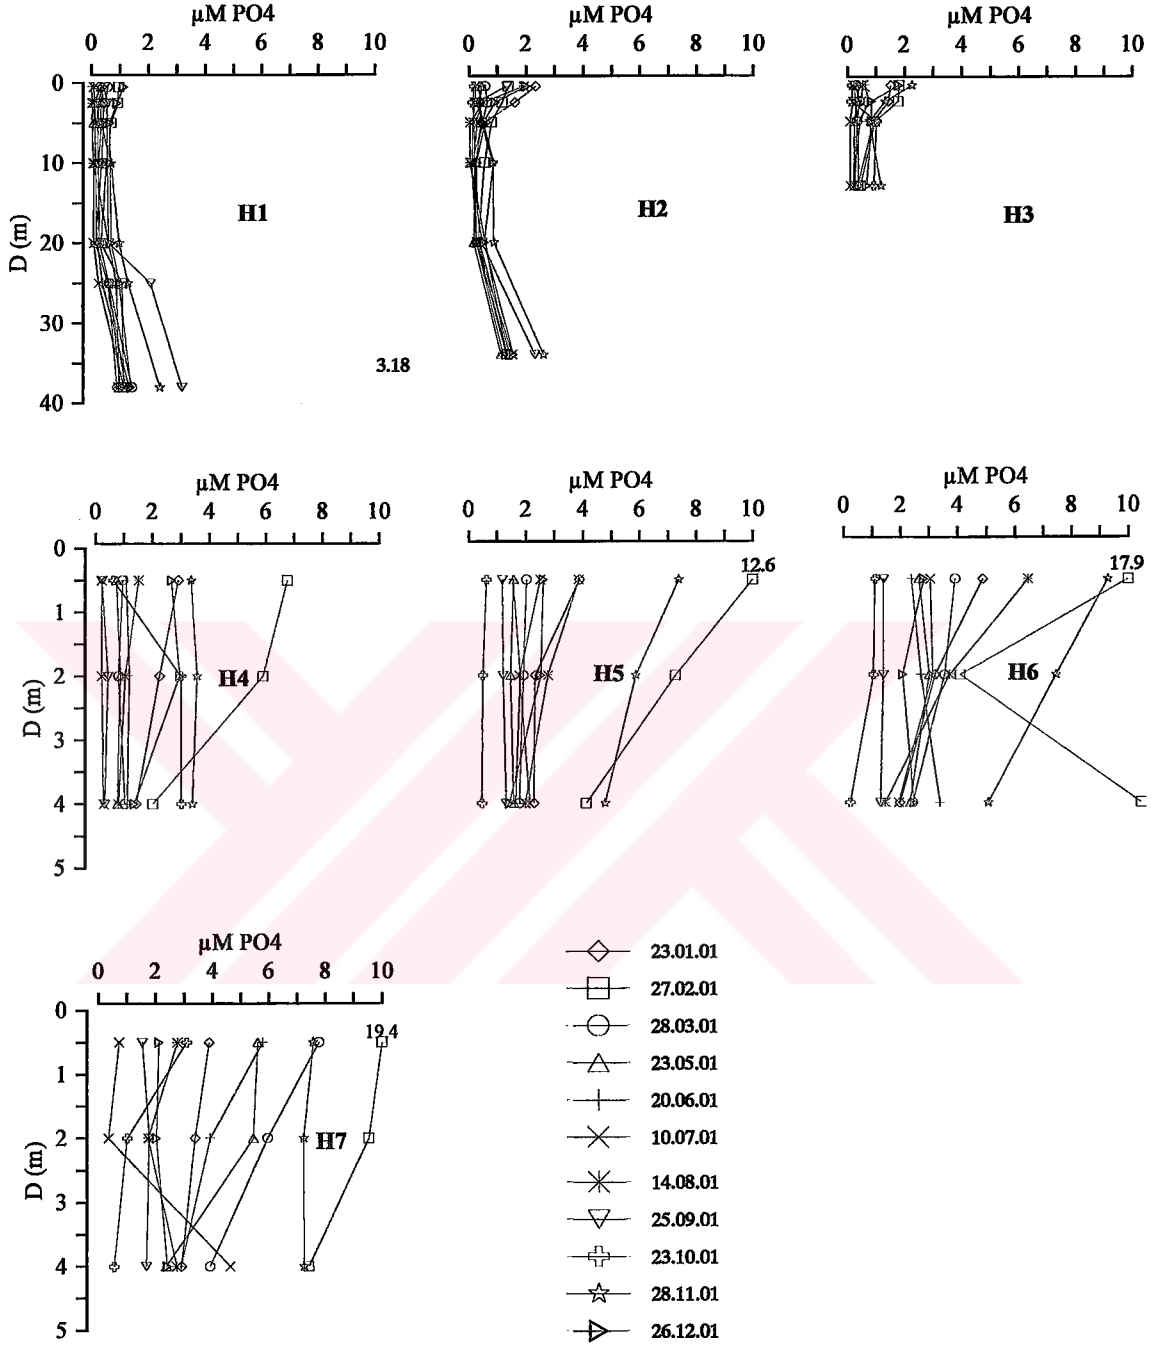 µM PO4 µM PO4 µM PO4
0 2 4 6 8 10 0 2 4 6 8 10 0 2 4 6 8 10
0
10
H1 H2 H3
D (m)
20
30
3.18
40
µM PO4 µM PO4 µM PO4
0 2 4 6 8 10 0 2 4 6 8 10 0 2 4 6 8 10
0
12.6 17.9
1
2
H4 H5 H6
D (m)
3
4
5
µM PO4
0 2 4 6 8 10
0
19.4
1
2
H7
D (m)
3
4
5
23.01.01
27.02.01
28.03.01
23.05.01
20.06.01
10.07.01
14.08.01
25.09.01
23.10.01
28.11.01
26.12.01